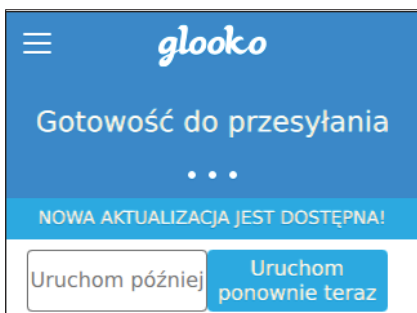 glooko
Gotowość do przesyłania
NOWA AKTUALIZACJA JEST DOSTĘPNA!
Uruchom później
Uruchom
ponownie teraz